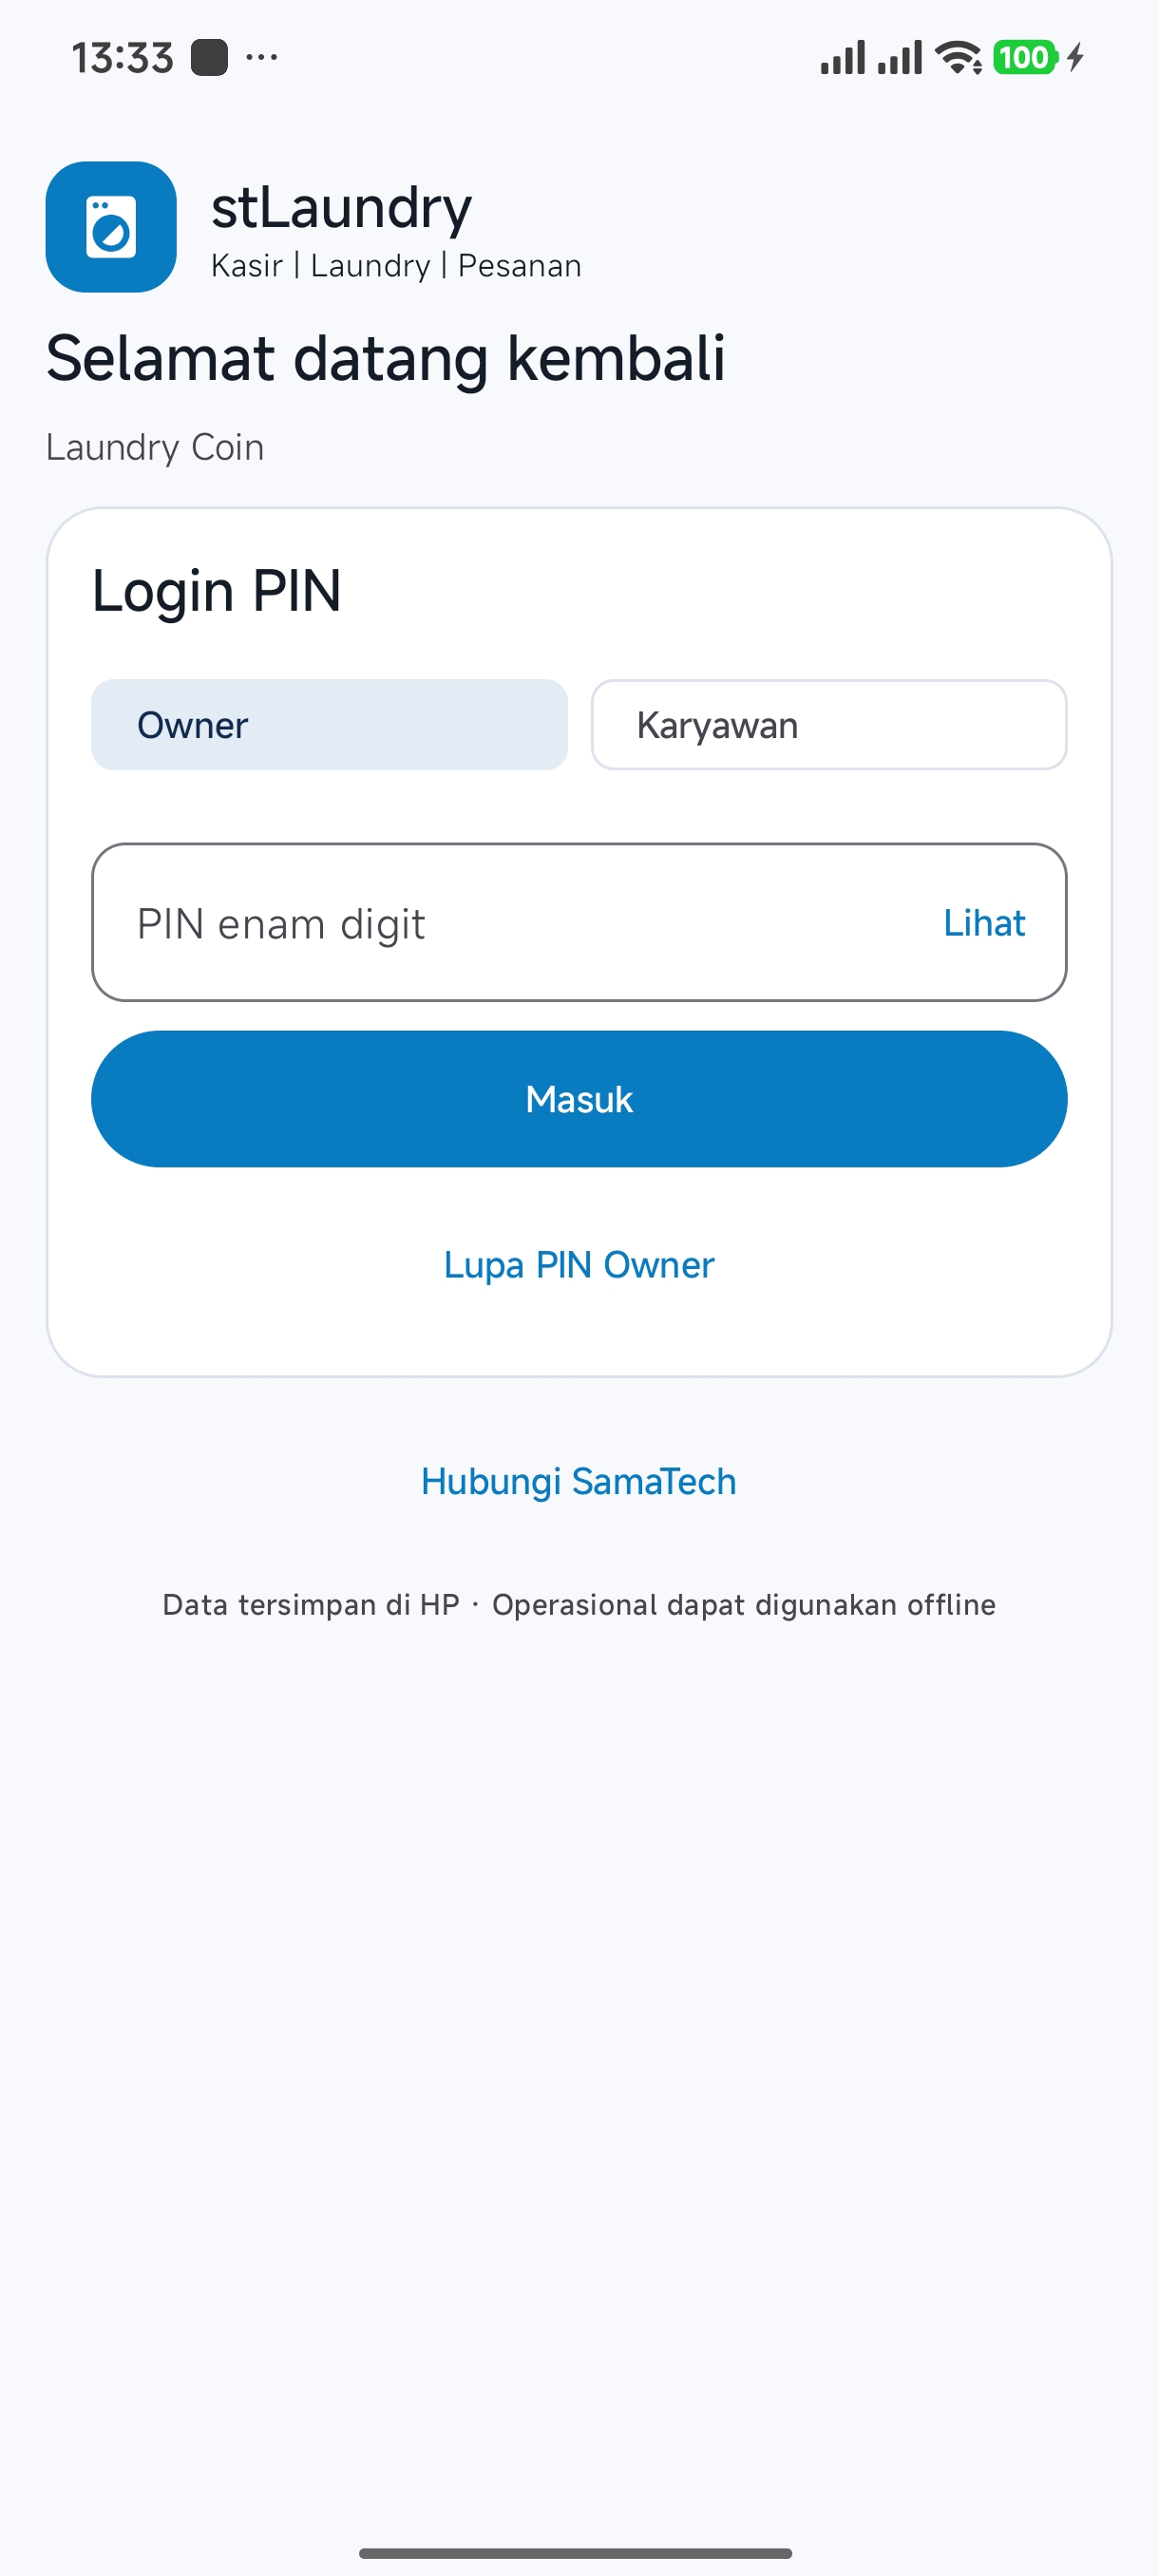 13:33
100
stLaundry
Kasir | Laundry | Pesanan
Selamat datang kembali
Laundry Coin
Login PIN
Owner
Karyawan
PIN enam digit
Lihat
Masuk
Lupa PIN Owner
Hubungi SamaTech
Data tersimpan di HP · Operasional dapat digunakan offline